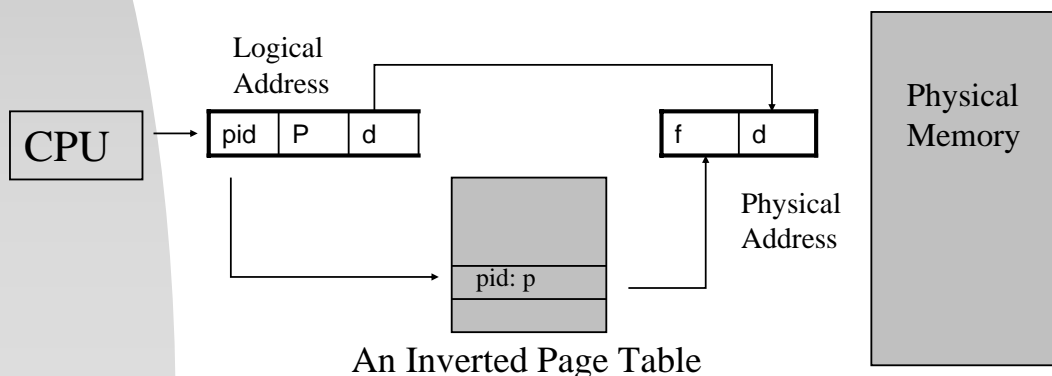 Logical
Address
CPU
pid P d
f d
Physical
Memory
Physical
Address
pid: p
An Inverted Page Table